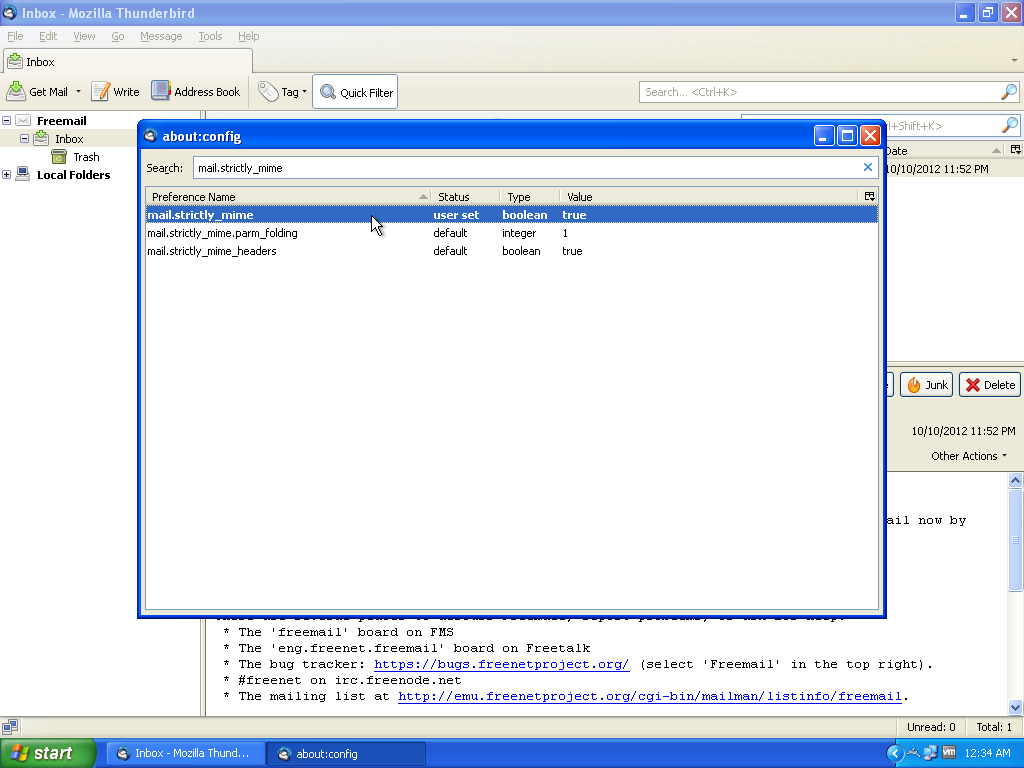 Inbox - Mozilla Thunderbird
File Edit View Go Message Tools Help
Inbox
Get Mail Write Address Book Tag Quick Filter Search... <Ctrl+K>
Freemail
Inbox
Trash
Local Folders
l+Shift+K>
Date
10/10/2012 11:52 PM
about:config
Search: mail.strictly_mime
Preference Name Status Type Value
mail.strictly_mime user set boolean true
mail.strictly_mime.parm_folding default integer 1
mail.strictly_mime_headers default boolean true
Junk Delete
10/10/2012 11:52 PM
Other Actions
ail now by
* The 'freemail' board on FMS
* The 'eng.freenet.freemail' board on Freetalk
* The bug tracker: https://bugs.freenetproject.org/ (select 'Freemail' in the top right).
* #freenet on irc.freenode.net
* The mailing list at http://emu.freenetproject.org/cgi-bin/mailman/listinfo/freemail.
Unread: 0 Total: 1
start Inbox - Mozilla Thund... about:config 12:34 AM